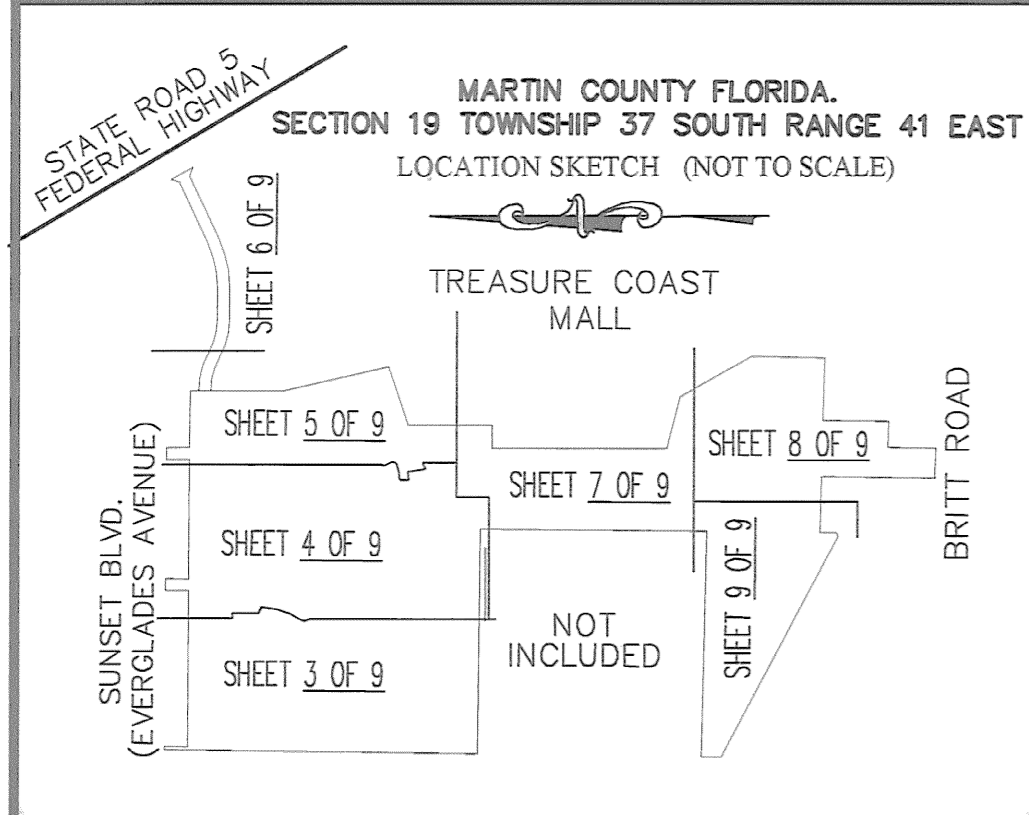 STATE ROAD 5
FEDERAL HIGHWAY
MARTIN COUNTY FLORIDA.
SECTION 19 TOWNSHIP 37 SOUTH RANGE 41 EAST
LOCATION SKETCH (NOT TO SCALE)
SHEET 6 OF 9
TREASURE COAST
MALL
SHEET 5 OF 9
SHEET 7 OF 9
SHEET 8 OF 9
BRITT ROAD
SUNSET BLVD.
(EVERGLADES AVENUE)
SHEET 4 OF 9
SHEET 9 OF 9
NOT
INCLUDED
SHEET 3 OF 9